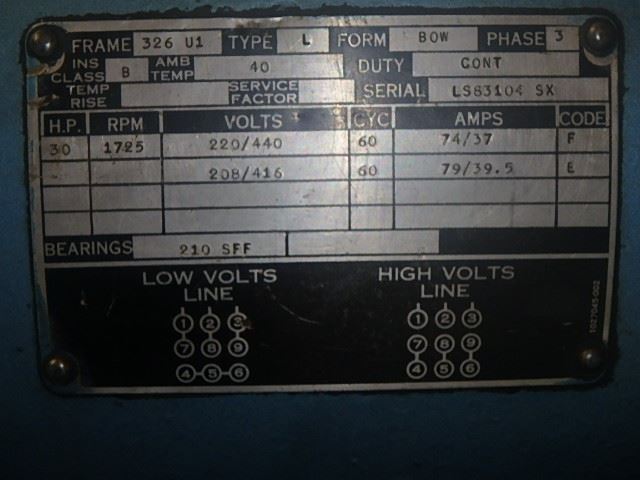 FRAME 326 U1 TYPE L FORM BOW PHASE 3
INS CLASS B AMB TEMP 40 DUTY CONT
TEMP RISE SERVICE FACTOR SERIAL LS83104 SX
H.P. RPM VOLTS CYC AMPS CODE
30 1725 220/440 60 74/37 F
208/416 60 79/39.5 E
BEARINGS 210 SFF
LOW VOLTS HIGH VOLTS
LINE LINE
1 2 3 1 2 3
7 8 9 7 8 9
4 5 6 4 5 6
1027045-002